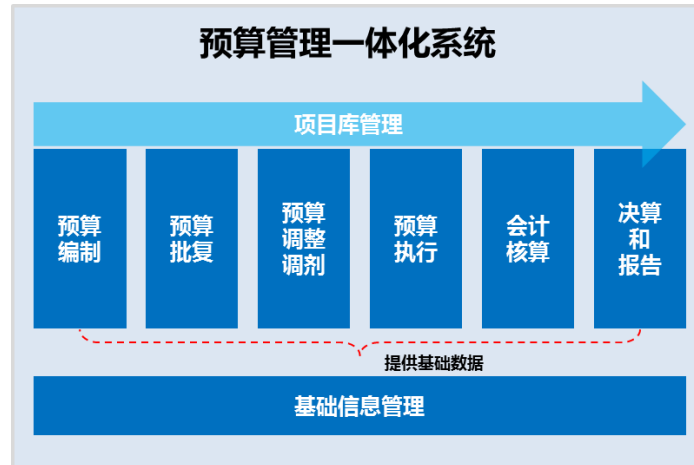 预算管理一体化系统
项目库管理
预算
编制
预算
批复
预算
调整
调剂
预算
执行
会计
核算
决算
和
报告
提供基础数据
基础信息管理